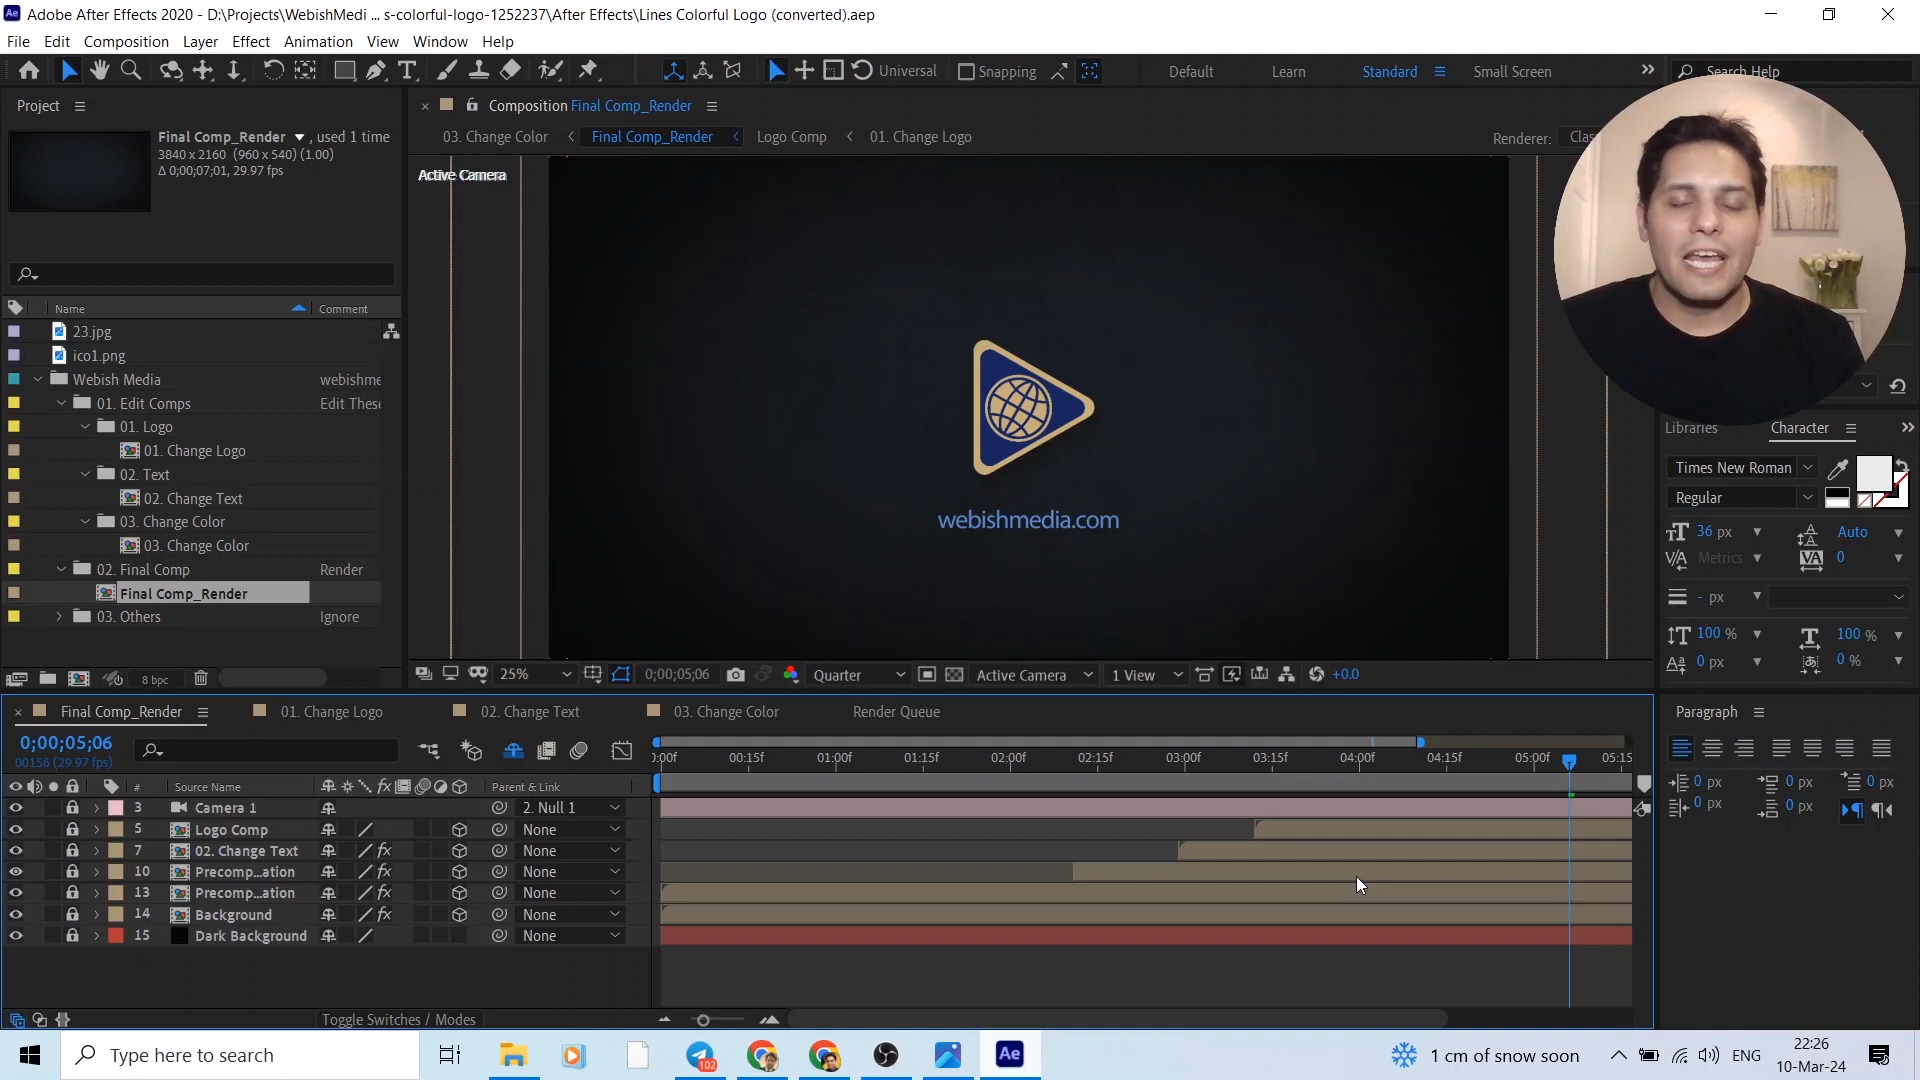 Adobe After Effects 2020 - D:\Projects\WebishMedi ... s-colorful-logo-1252237\After Effects\Lines Colorful Logo (converted).aep
File Edit Composition Layer Effect Animation View Window Help
Universal Snapping Default Learn Standard Small Screen Search Help
Project
Composition Final Comp_Render
Final Comp_Render , used 1 time
3840 x 2160 (960 x 540) (1.00)
Δ 0;00;07;01, 29.97 fps
03. Change Color Final Comp_Render Logo Comp 01. Change Logo
Renderer:
Active Camera
Name Comment
23.jpg
ico1.png
Webish Media webishme
01. Edit Comps Edit These
01. Logo
01. Change Logo
02. Text
02. Change Text
03. Change Color
03. Change Color
02. Final Comp Render
Final Comp_Render
03. Others Ignore
8 bpc
webishmedia.com
25% 0;00;05;06 Quarter Active Camera 1 View +0.0
Libraries Character
Times New Roman
Regular
36 px Auto
Metrics 0
- px
100 % 100 %
0 px 0 %
Final Comp_Render 01. Change Logo 02. Change Text 03. Change Color Render Queue
0;00;05;06
00156 (29.97 fps)
0:00f 00:15f 01:00f 01:15f 02:00f 02:15f 03:00f 03:15f 04:00f 04:15f 05:00f 05:15
# Source Name Parent & Link
3 Camera 1 2. Null 1
5 Logo Comp None
7 02. Change Text None
10 Precomp...ation None
13 Precomp...ation None
14 Background None
15 Dark Background None
Toggle Switches / Modes
Paragraph
0 px 0 px 0 px
0 px 0 px
Type here to search
102
Ae
1 cm of snow soon
ENG
22:26
10-Mar-24